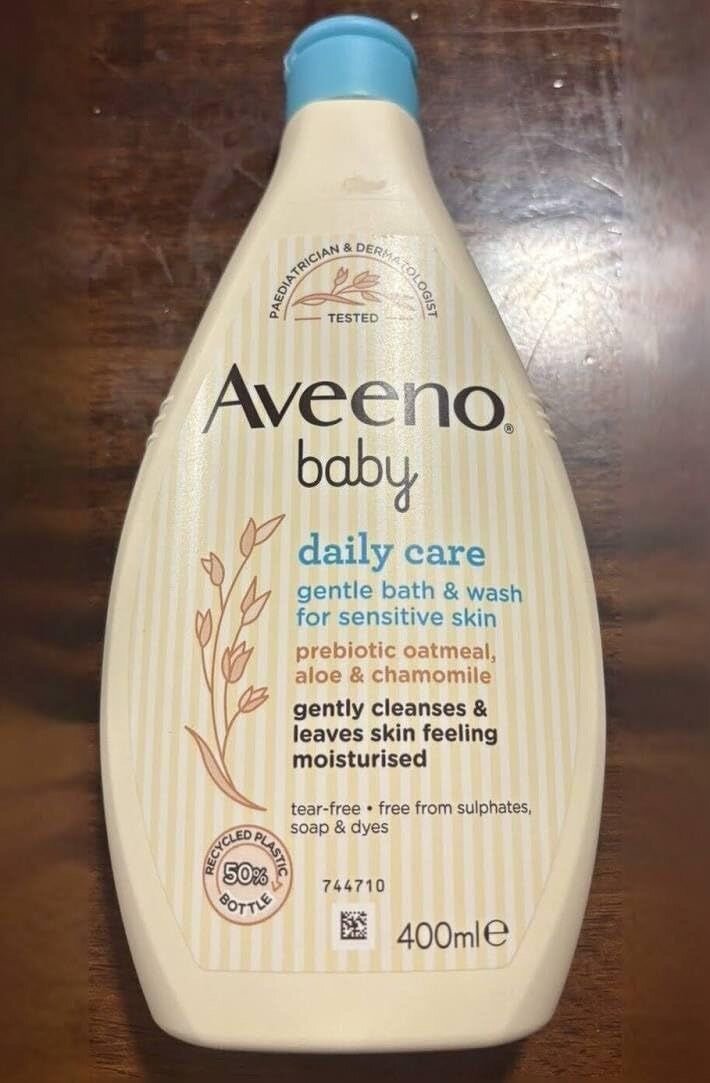 PAEDIATRICIAN & DERMATOLOGIST
TESTED
Aveeno®
baby
daily care
gentle bath & wash
for sensitive skin
prebiotic oatmeal,
aloe & chamomile
gently cleanses &
leaves skin feeling
moisturised
tear-free • free from sulphates,
soap & dyes
RECYCLED PLASTIC
50%
BOTTLE
744710
400ml℮